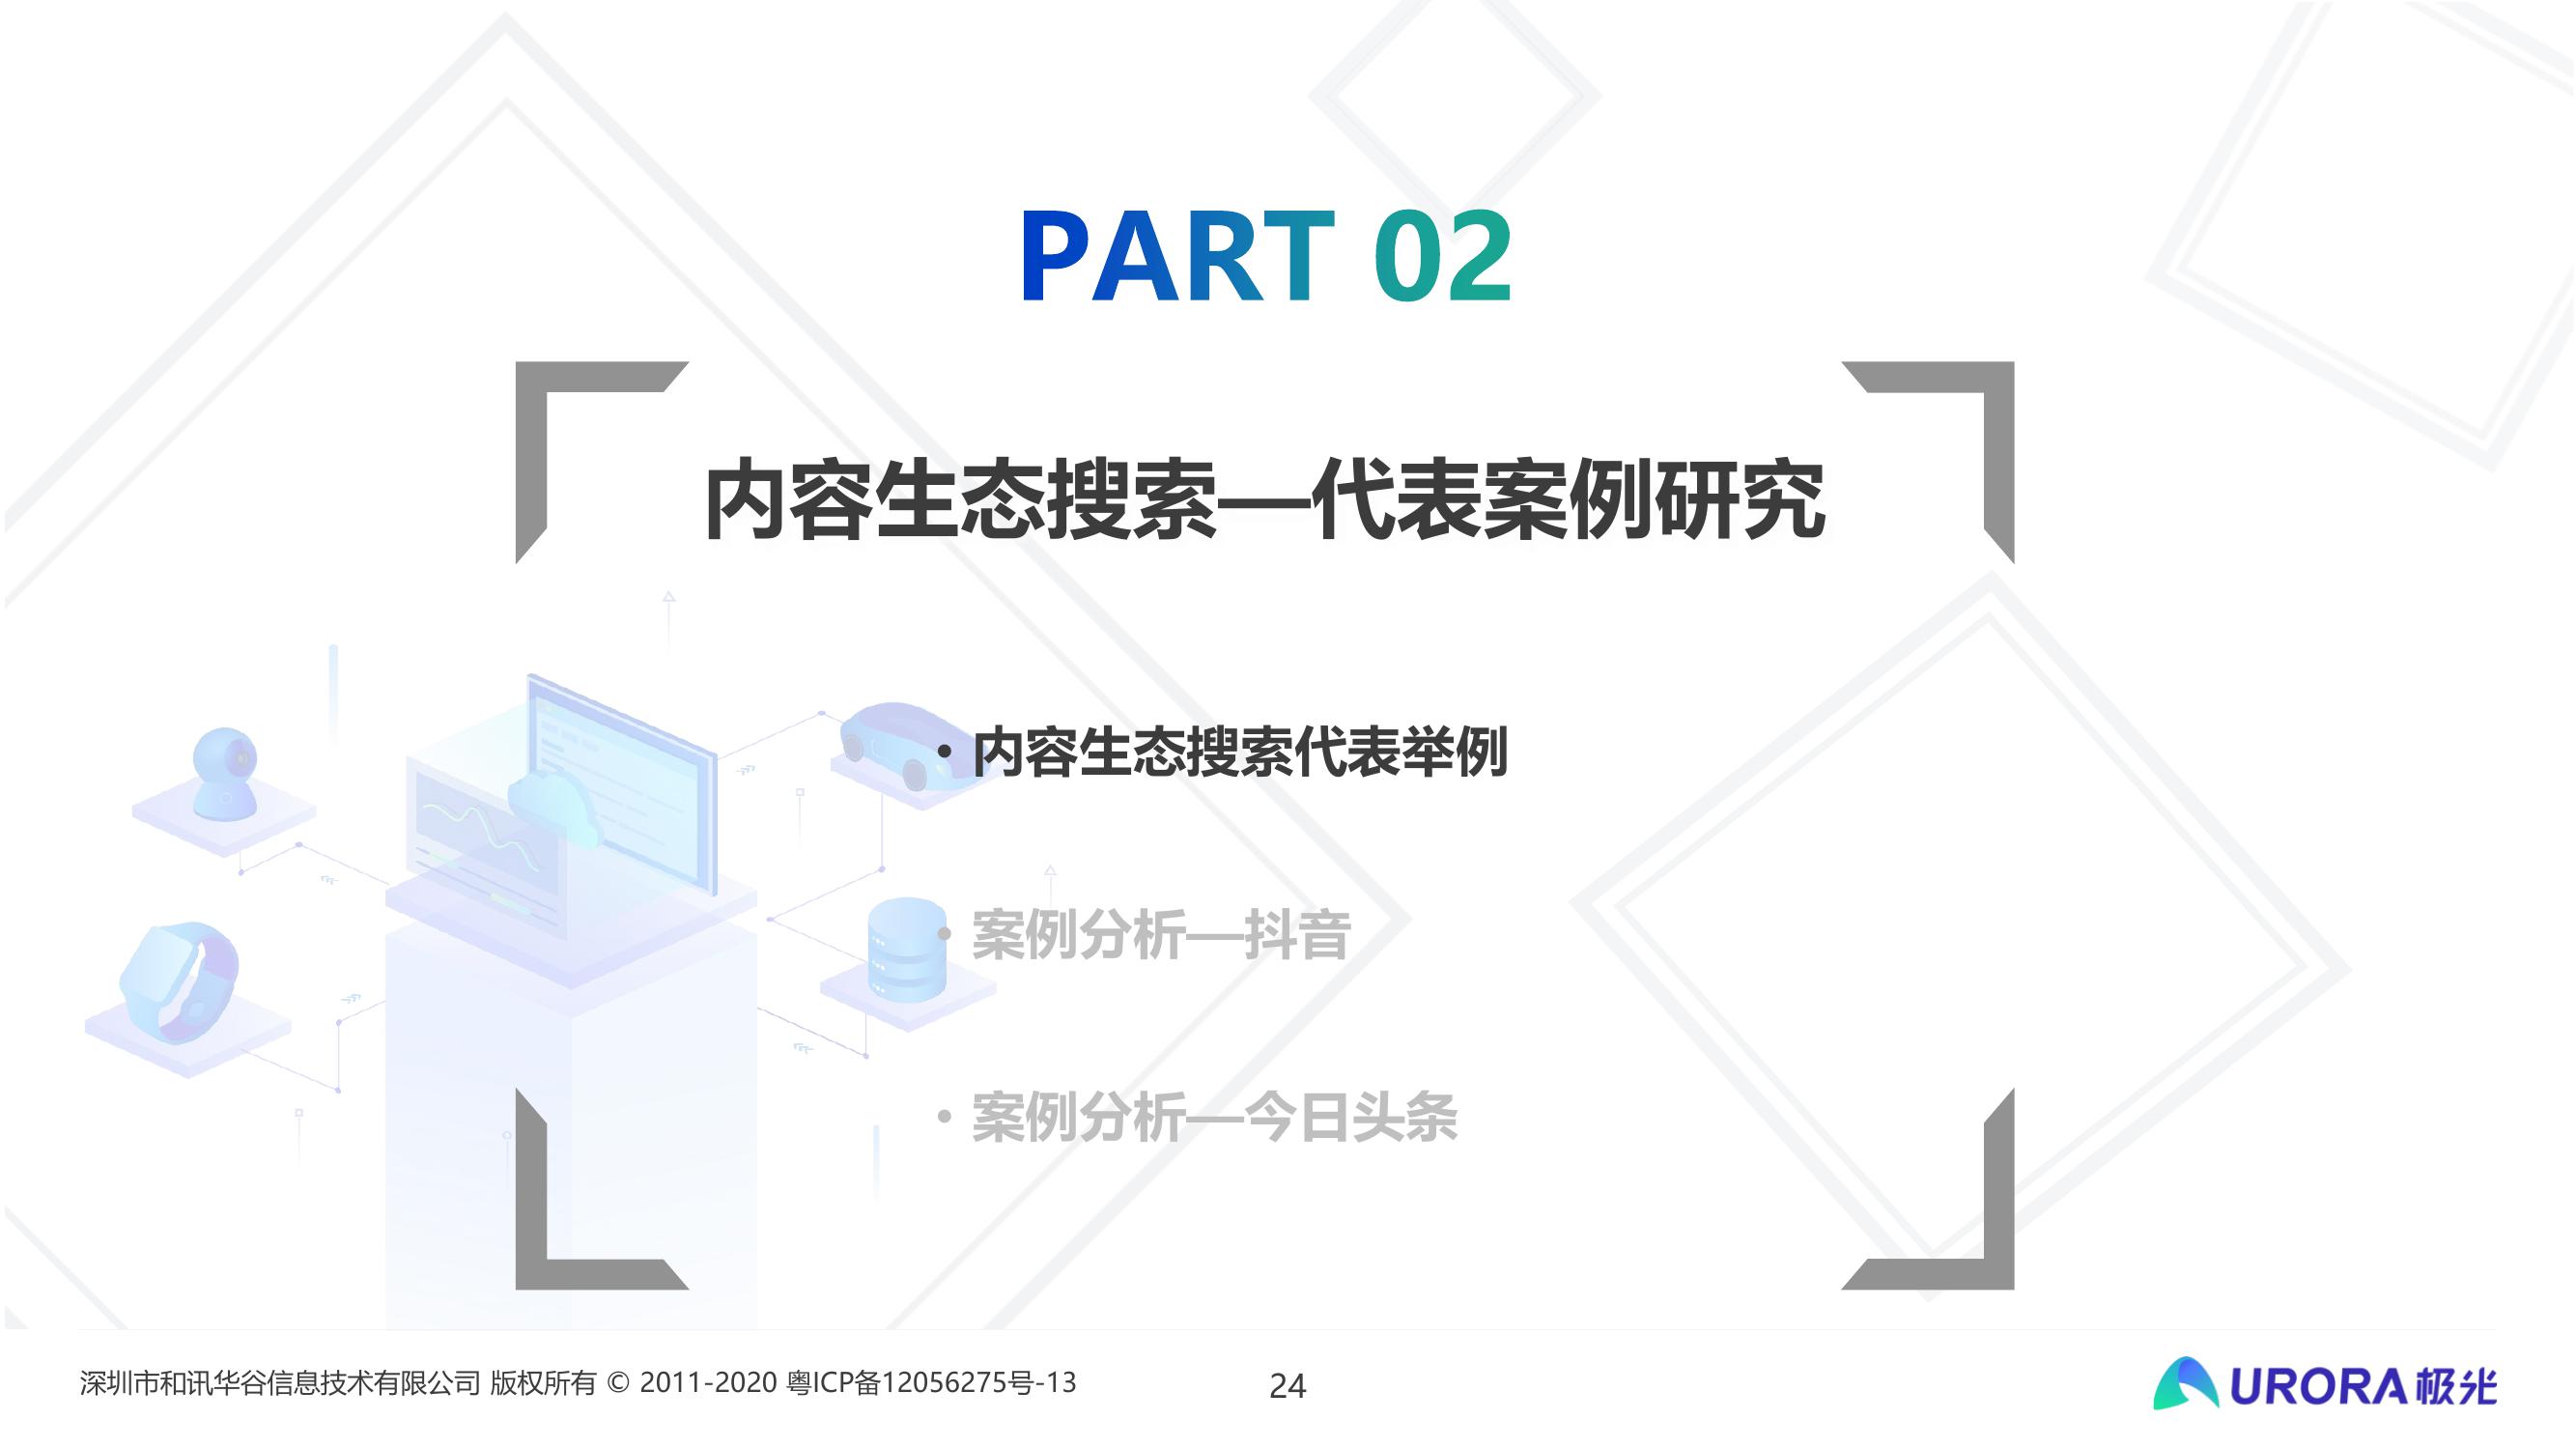 PART 02
内容生态搜索—代表案例研究
• 内容生态搜索代表举例
• 案例分析—抖音
• 案例分析—今日头条
深圳市和讯华谷信息技术有限公司 版权所有 © 2011-2020 粤ICP备12056275号-13
24
URORA极光